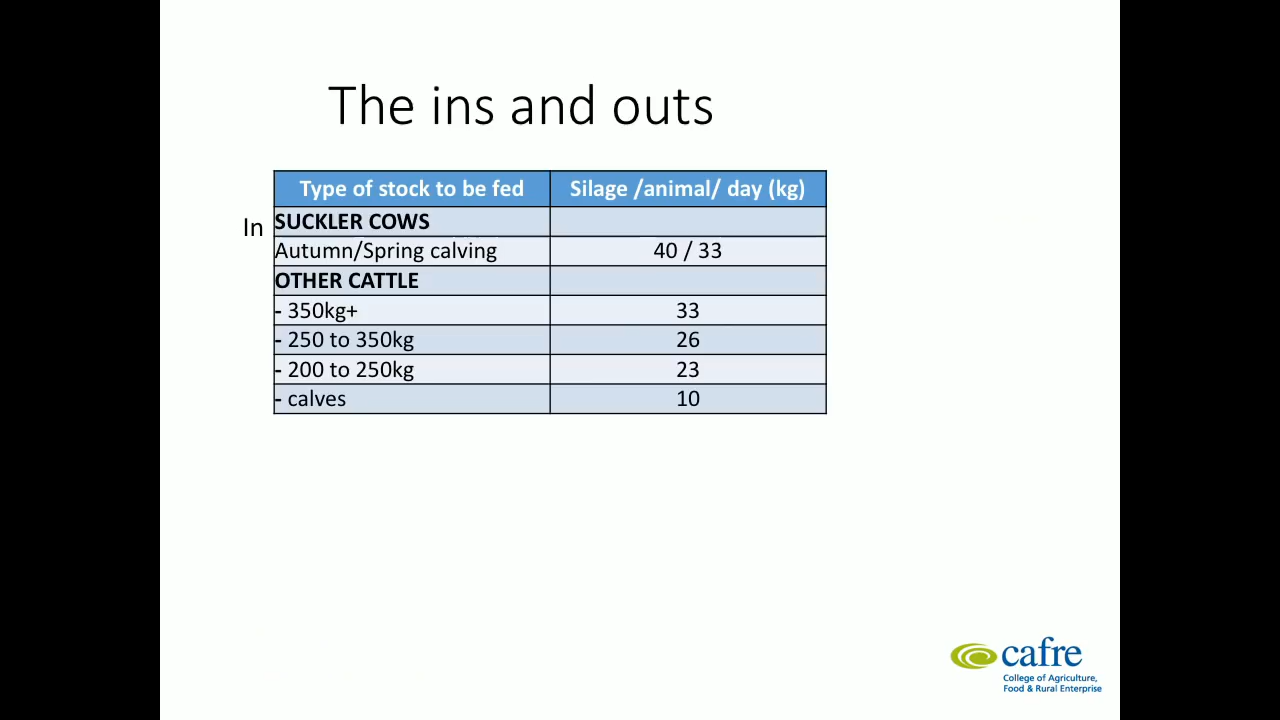 The ins and outs
Type of stock to be fed Silage /animal/ day (kg)
In
SUCKLER COWS
Autumn/Spring calving 40 / 33
OTHER CATTLE
- 350kg+ 33
- 250 to 350kg 26
- 200 to 250kg 23
- calves 10
cafre
College of Agriculture,
Food & Rural Enterprise